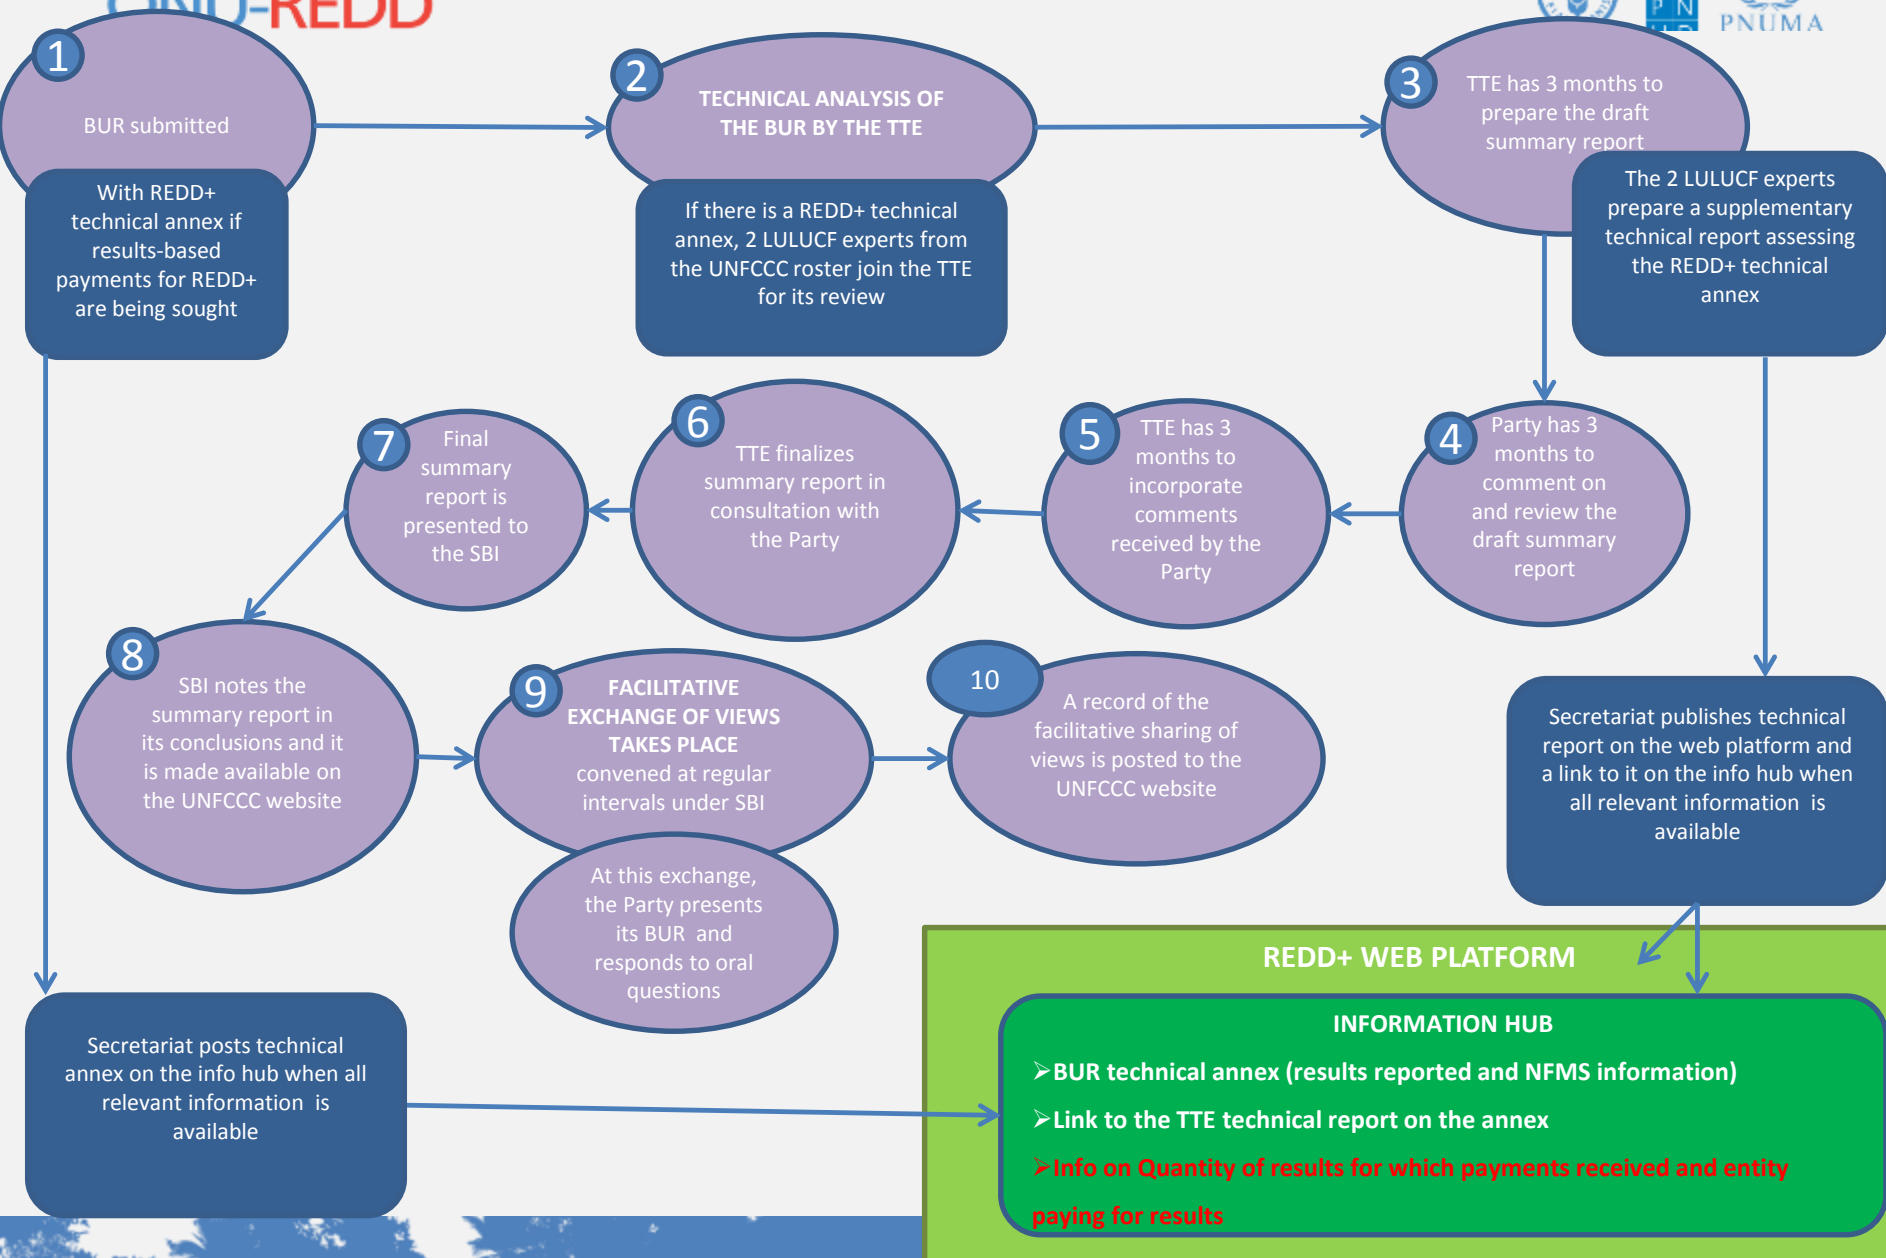 ONU-REDD
PNUMA
1
BUR submitted
With REDD+
technical annex if
results-based
payments for REDD+
are being sought
2
TECHNICAL ANALYSIS OF
THE BUR BY THE TTE
If there is a REDD+ technical
annex, 2 LULUCF experts from
the UNFCCC roster join the TTE
for its review
3
TTE has 3 months to
prepare the draft
summary report
The 2 LULUCF experts
prepare a supplementary
technical report assessing
the REDD+ technical
annex
4
Party has 3
months to
comment on
and review the
draft summary
report
5
TTE has 3
months to
incorporate
comments
received by the
Party
6
TTE finalizes
summary report in
consultation with
the Party
7
Final
summary
report is
presented to
the SBI
8
SBI notes the
summary report in
its conclusions and it
is made available on
the UNFCCC website
9
FACILITATIVE
EXCHANGE OF VIEWS
TAKES PLACE
convened at regular
intervals under SBI
At this exchange,
the Party presents
its BUR and
responds to oral
questions
10
A record of the
facilitative sharing of
views is posted to the
UNFCCC website
Secretariat publishes technical
report on the web platform and
a link to it on the info hub when
all relevant information is
available
Secretariat posts technical
annex on the info hub when all
relevant information is
available
REDD+ WEB PLATFORM
INFORMATION HUB
➢BUR technical annex (results reported and NFMS information)
➢Link to the TTE technical report on the annex
➢Info on Quantity of results for which payments received and entity
paying for results